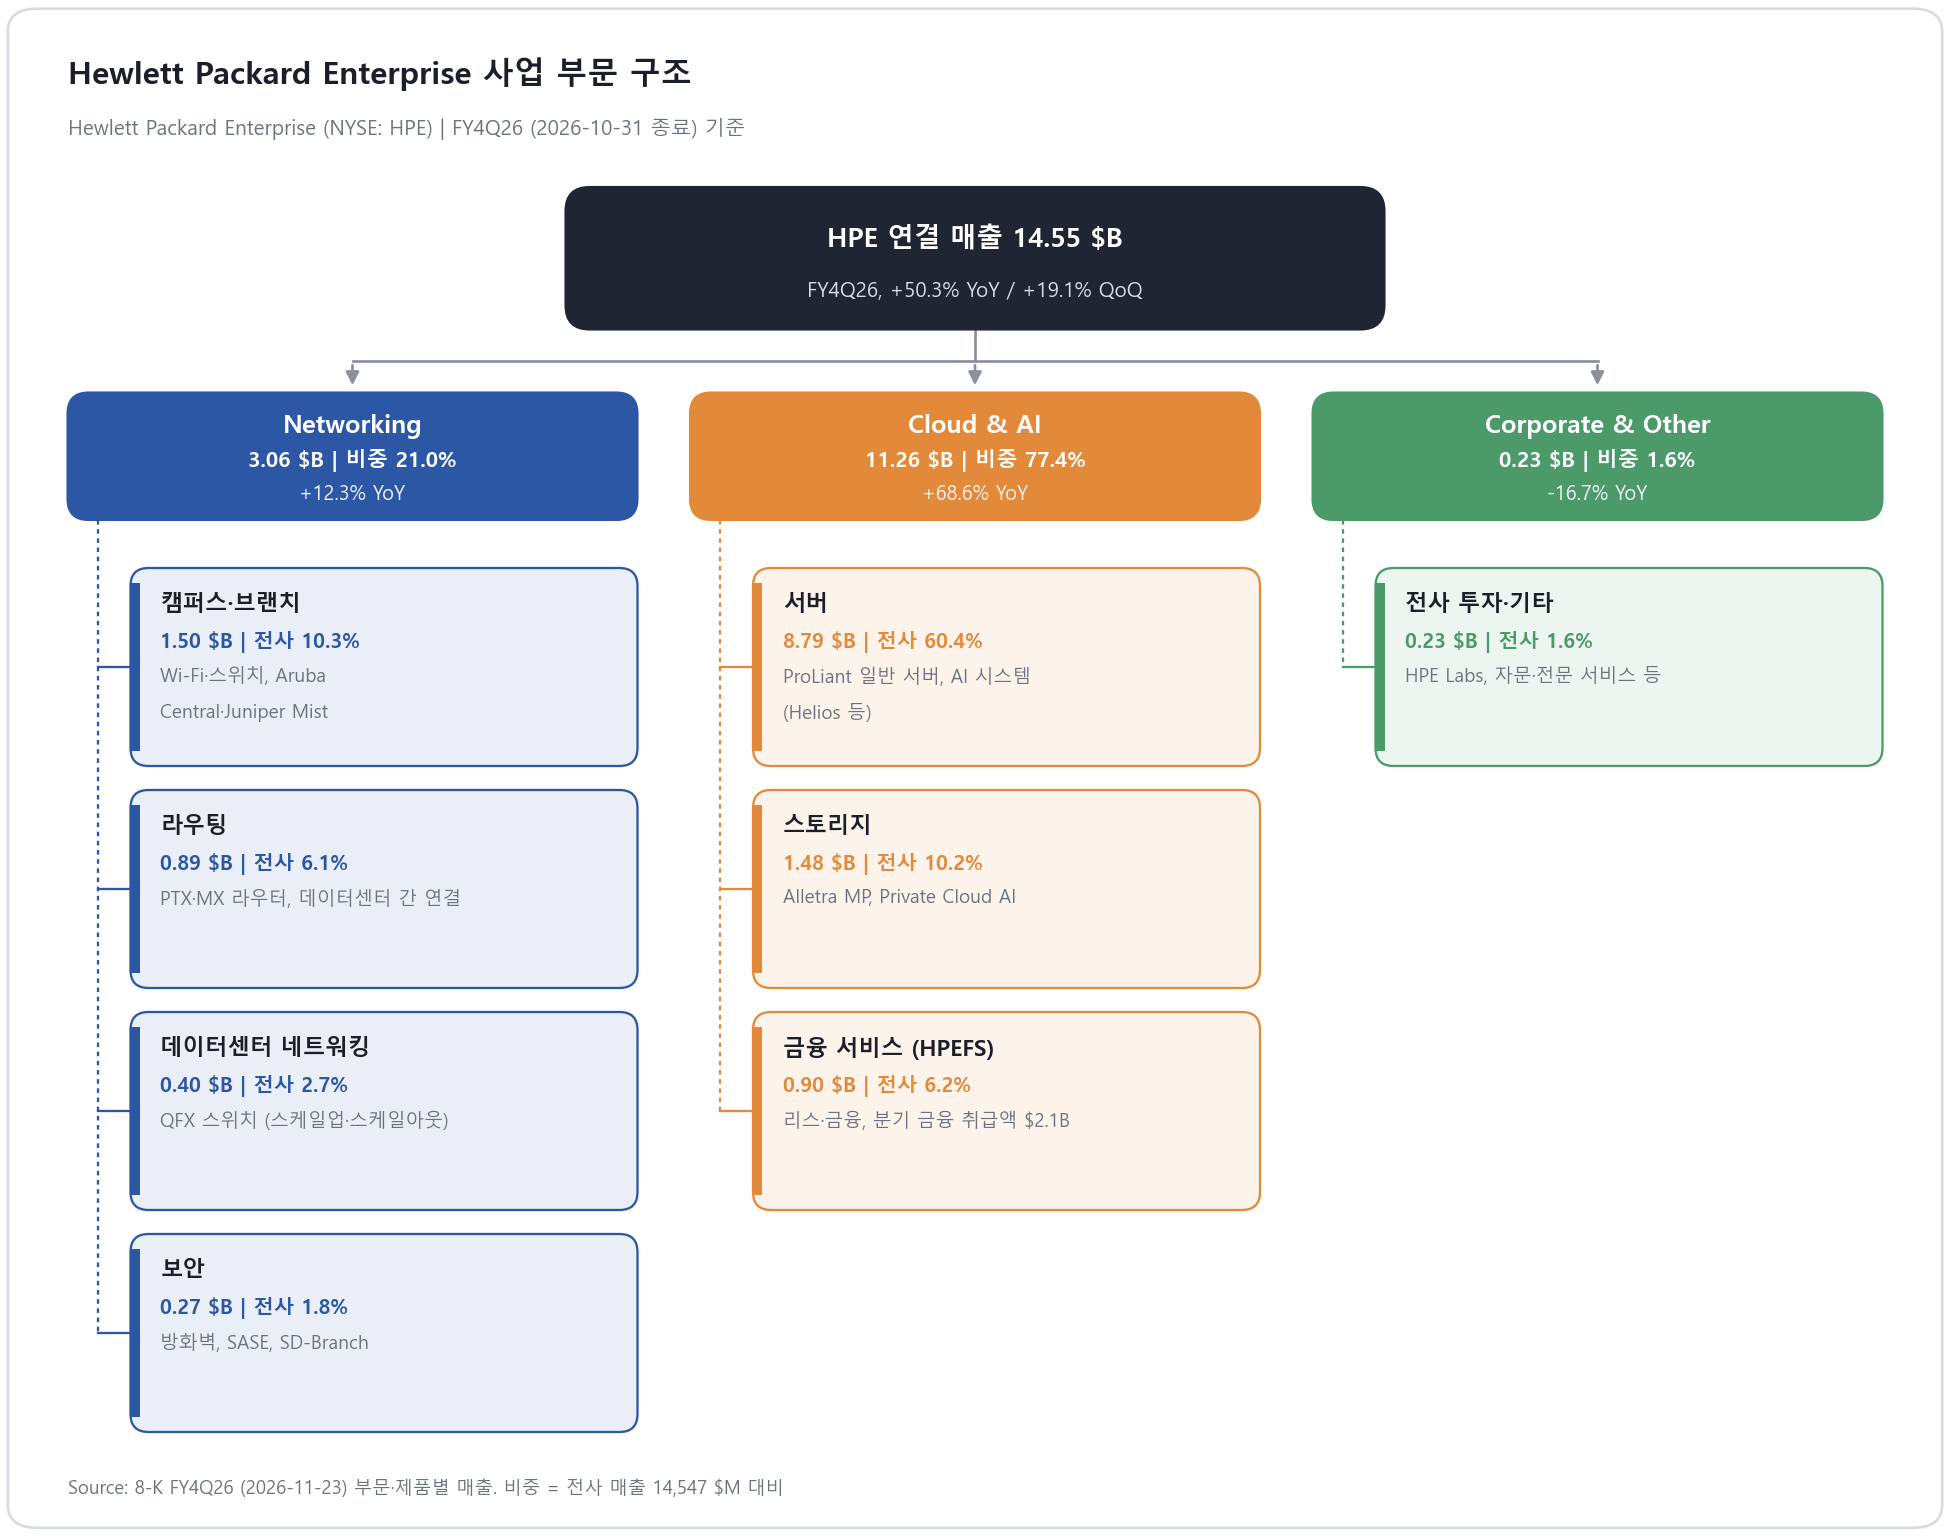 Hewlett Packard Enterprise 사업 부문 구조
Hewlett Packard Enterprise (NYSE: HPE) | FY4Q26 (2026-10-31 종료) 기준
HPE 연결 매출 14.55 $B
FY4Q26, +50.3% YoY / +19.1% QoQ
Networking
3.06 $B | 비중 21.0%
+12.3% YoY
캠퍼스·브랜치
1.50 $B | 전사 10.3%
Wi-Fi·스위치, Aruba
Central·Juniper Mist
라우팅
0.89 $B | 전사 6.1%
PTX·MX 라우터, 데이터센터 간 연결
데이터센터 네트워킹
0.40 $B | 전사 2.7%
QFX 스위치 (스케일업·스케일아웃)
보안
0.27 $B | 전사 1.8%
방화벽, SASE, SD-Branch
Cloud & AI
11.26 $B | 비중 77.4%
+68.6% YoY
서버
8.79 $B | 전사 60.4%
ProLiant 일반 서버, AI 시스템
(Helios 등)
스토리지
1.48 $B | 전사 10.2%
Alletra MP, Private Cloud AI
금융 서비스 (HPEFS)
0.90 $B | 전사 6.2%
리스·금융, 분기 금융 취급액 $2.1B
Corporate & Other
0.23 $B | 비중 1.6%
-16.7% YoY
전사 투자·기타
0.23 $B | 전사 1.6%
HPE Labs, 자문·전문 서비스 등
Source: 8-K FY4Q26 (2026-11-23) 부문·제품별 매출. 비중 = 전사 매출 14,547 $M 대비